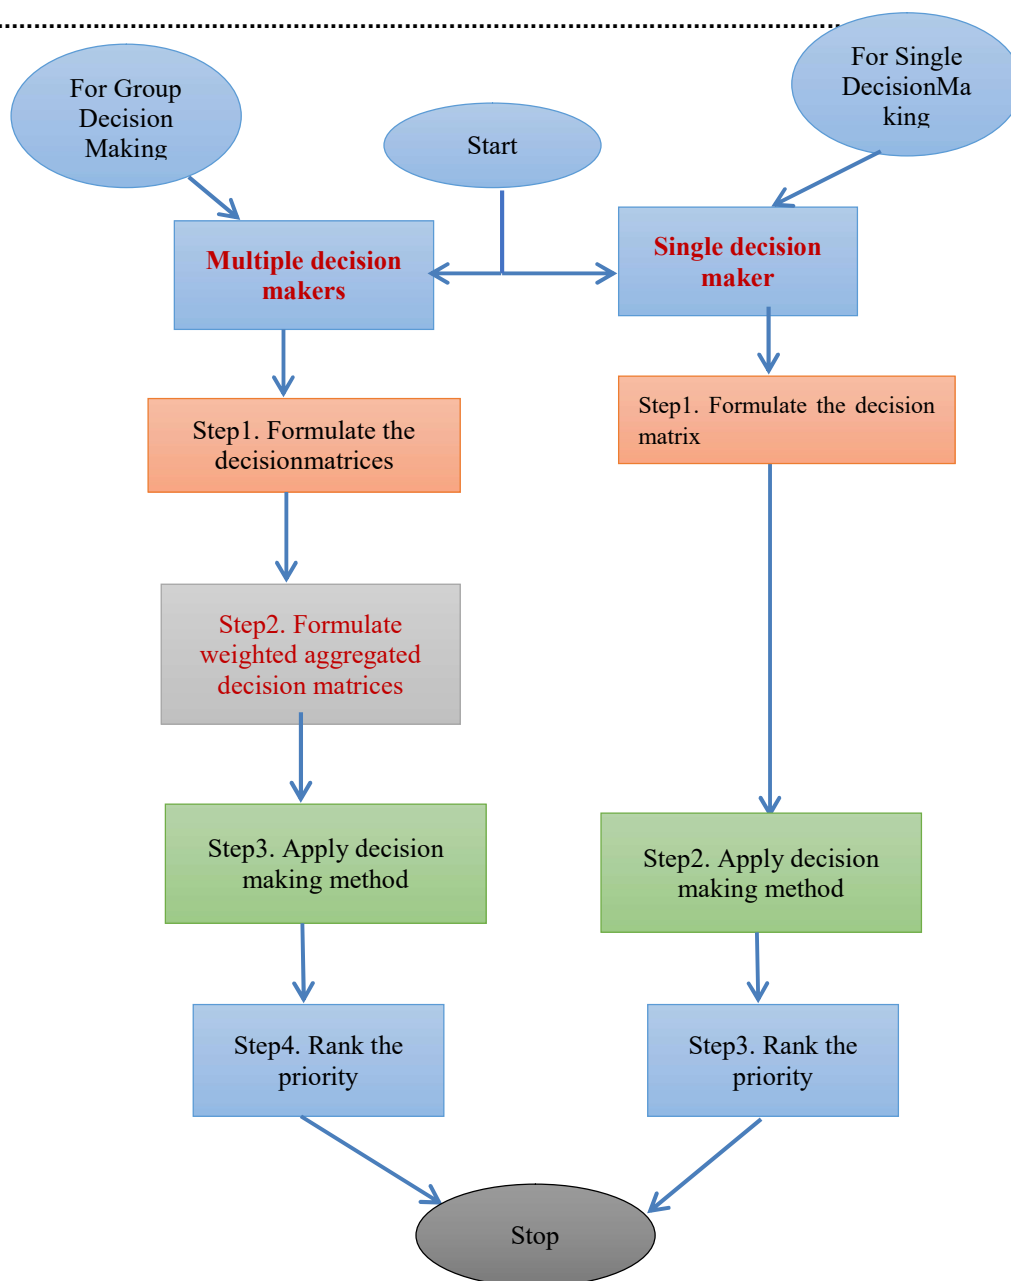 For Group
Decision
Making
Start
For Single
DecisionMa
king
Multiple decision
makers
Single decision
maker
Step1. Formulate the
decisionmatrices
Step1. Formulate the decision
matrix
Step2. Formulate
weighted aggregated
decision matrices
Step3. Apply decision
making method
Step2. Apply decision
making method
Step4. Rank the
priority
Step3. Rank the
priority
Stop